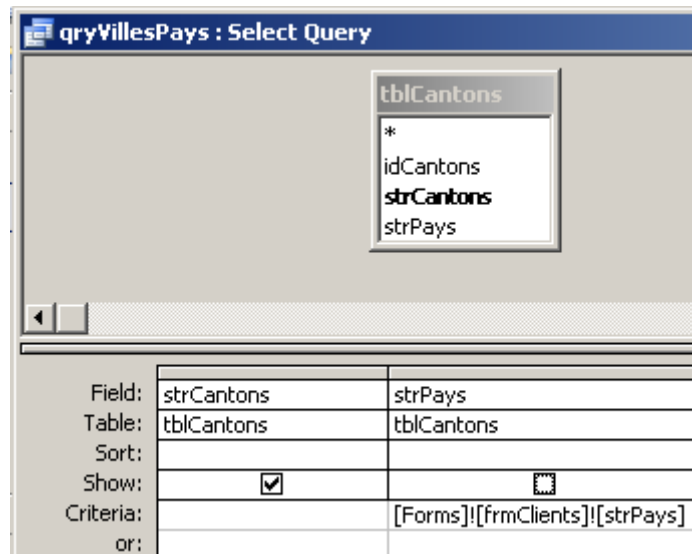 qryVillesPays : Select Query
tblCantons
*
idCantons
strCantons
strPays
Field: strCantons strPays
Table: tblCantons tblCantons
Sort:
Show:
Criteria: [Forms]![frmClients]![strPays]
or: